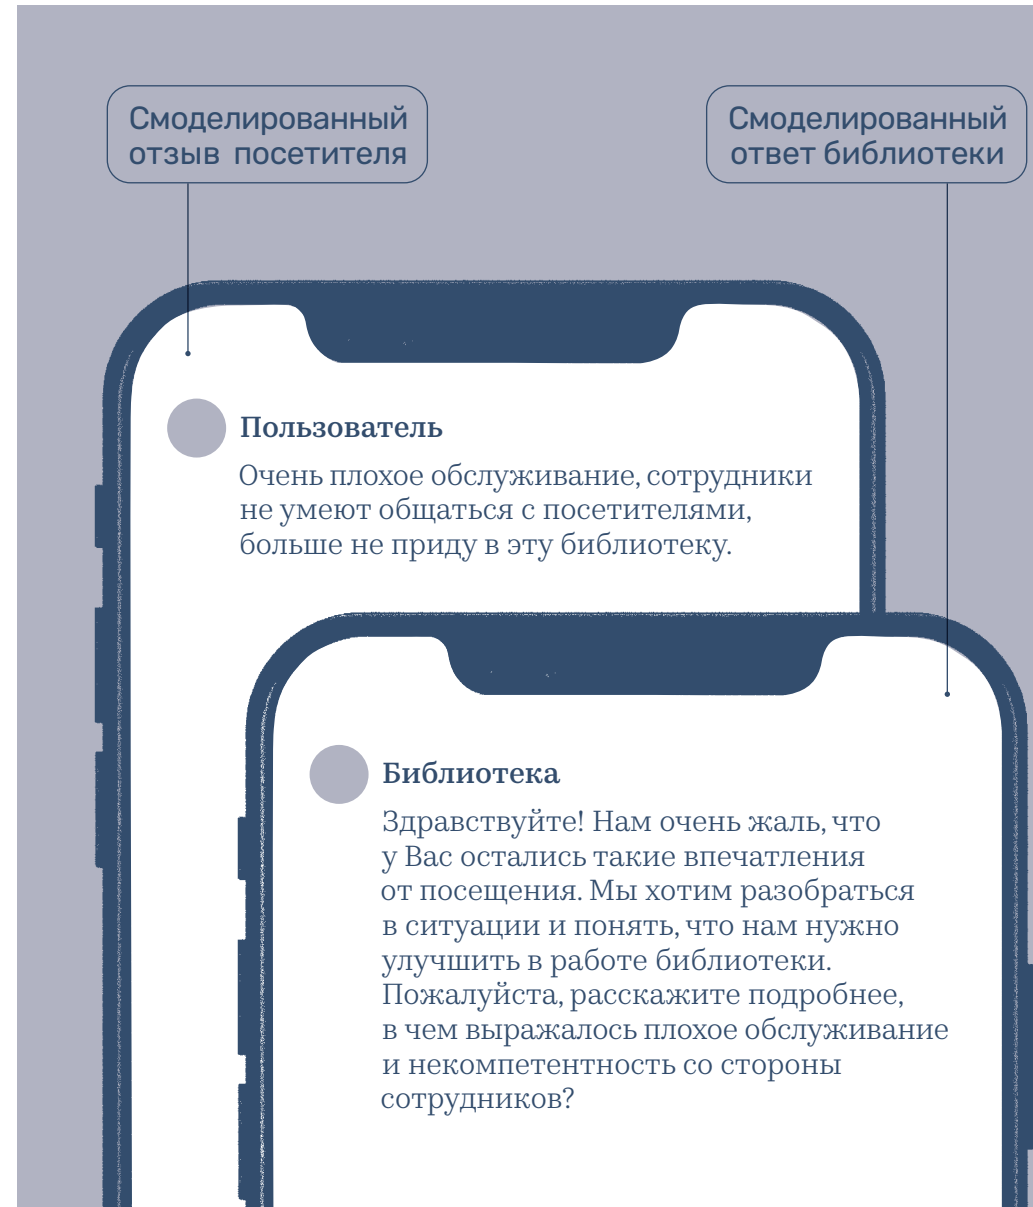 Смоделированный
отзыв посетителя
Смоделированный
ответ библиотеки
Пользователь
Очень плохое обслуживание, сотрудники
не умеют общаться с посетителями,
больше не приду в эту библиотеку.
Библиотека
Здравствуйте! Нам очень жаль, что
у Вас остались такие впечатления
от посещения. Мы хотим разобраться
в ситуации и понять, что нам нужно
улучшить в работе библиотеки.
Пожалуйста, расскажите подробнее,
в чем выражалось плохое обслуживание
и некомпетентность со стороны
сотрудников?